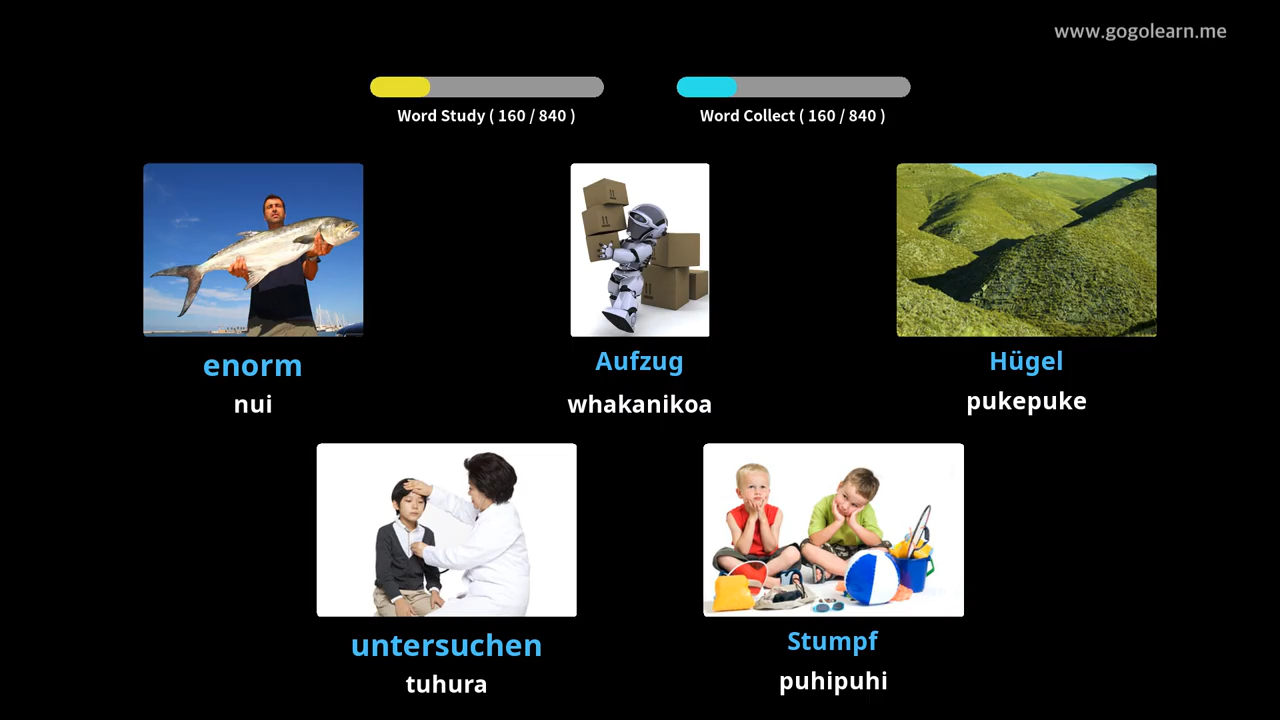 www.gogolearn.me
Word Study ( 160 / 840 )
Word Collect ( 160 / 840 )
enorm
nui
Aufzug
whakanikoa
Hügel
pukepuke
untersuchen
tuhura
Stumpf
puhipuhi